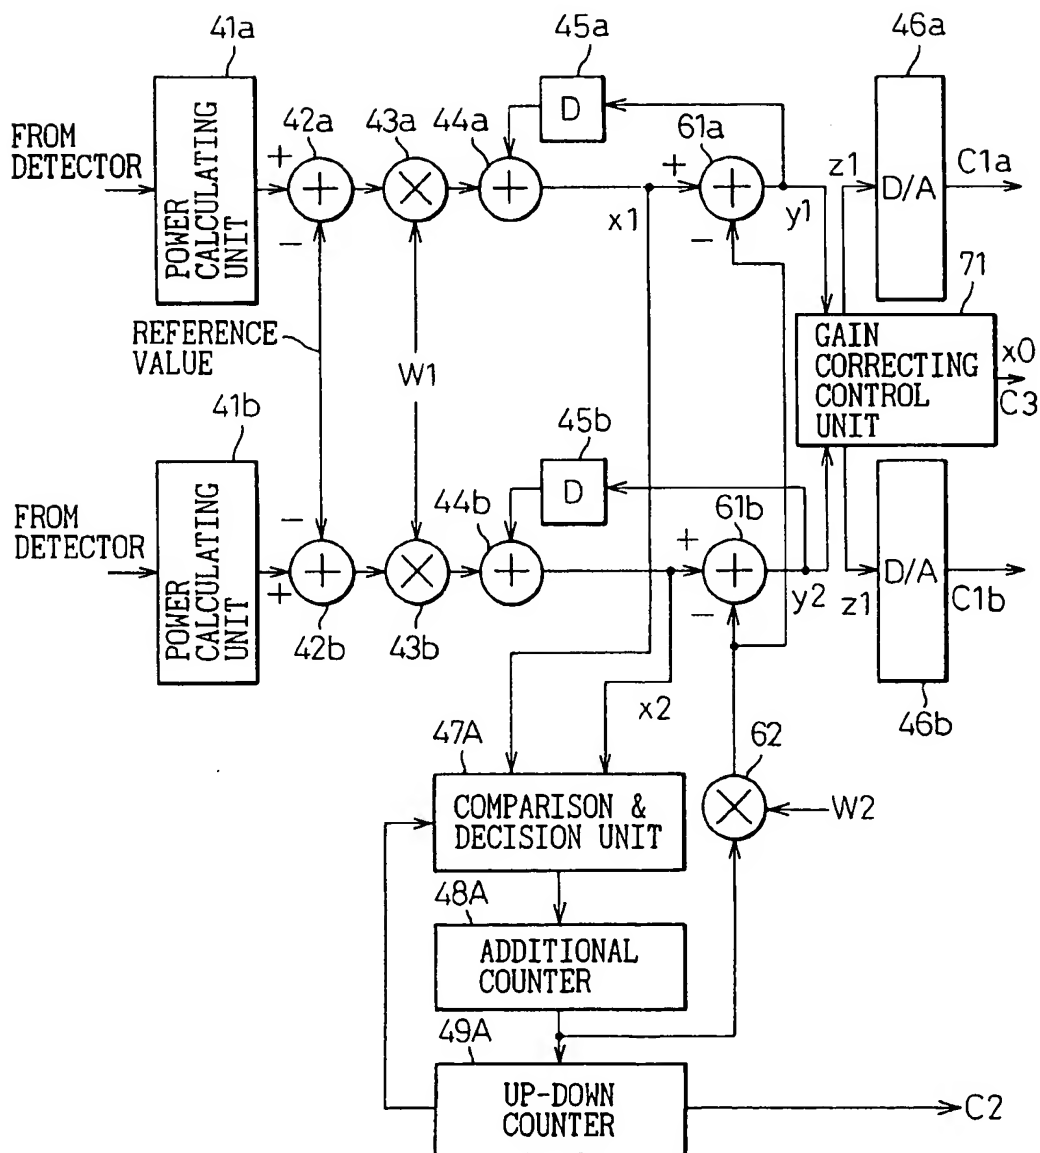 41a
45a
46a
POWER
CALCULATING
UNIT
FROM
DETECTOR
42a
43a
44a
D
61a
z1
D/A
C1a
+
+
×
+
+
+
−
x1
−
y1
71
REFERENCE
VALUE
W1
GAIN
CORRECTING
CONTROL
UNIT
x0
C3
41b
45b
POWER
CALCULATING
UNIT
FROM
DETECTOR
44b
D
61b
−
+
+
+
×
+
+
−
y2
z1
D/A
C1b
42b
43b
46b
x2
47A
62
COMPARISON &
DECISION UNIT
×
W2
48A
ADDITIONAL
COUNTER
49A
UP-DOWN
COUNTER
C2